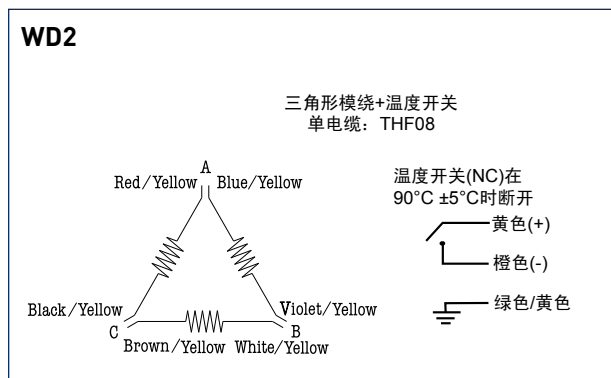 WD2
三角形模绕+温度开关
单电缆：THF08
A
Red/Yellow Blue/Yellow
温度开关(NC)在
90°C ±5°C时断开
黄色(+)
橙色(-)
绿色/黄色
Black/Yellow Violet/Yellow
C B
Brown/Yellow White/Yellow